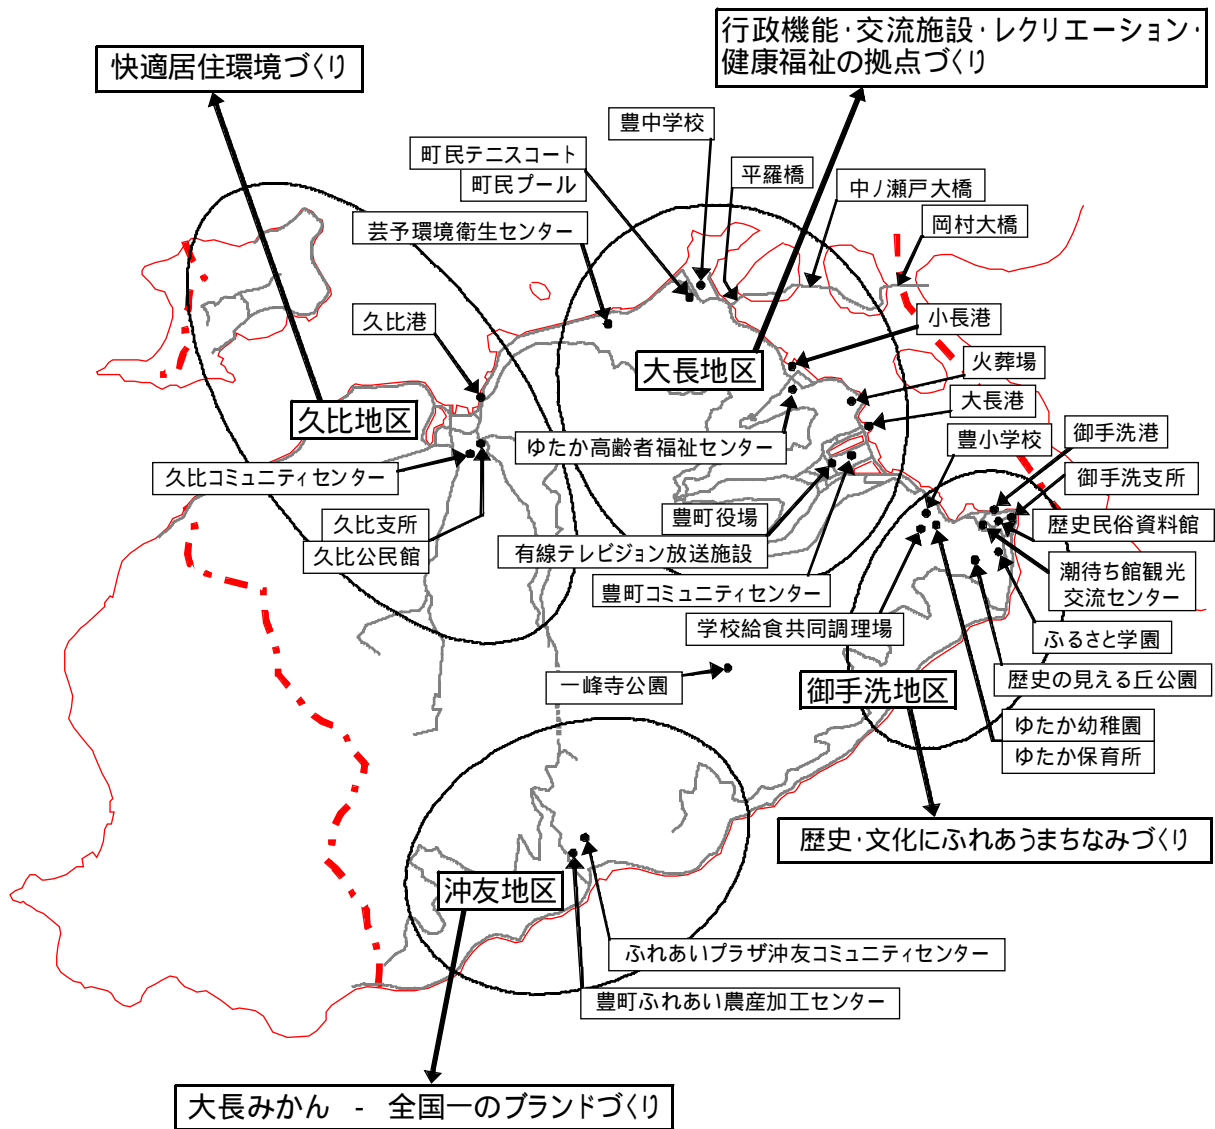 行政機能･交流施設･レクリエーション･
健康福祉の拠点づくり
快適居住環境づくり
豊中学校
町民テニスコート
町民プール
平羅橋
中ノ瀬戸大橋
岡村大橋
芸予環境衛生センター
久比港
小長港
大長地区
火葬場
大長港
久比地区
豊小学校
御手洗港
ゆたか高齢者福祉センター
久比コミュニティセンター
御手洗支所
豊町役場
久比支所
歴史民俗資料館
久比公民館
有線テレビジョン放送施設
潮待ち館観光
交流センター
豊町コミュニティセンター
学校給食共同調理場
ふるさと学園
一峰寺公園
御手洗地区
歴史の見える丘公園
ゆたか幼稚園
ゆたか保育所
歴史･文化にふれあうまちなみづくり
沖友地区
ふれあいプラザ沖友コミュニティセンター
豊町ふれあい農産加工センター
大長みかん - 全国一のブランドづくり